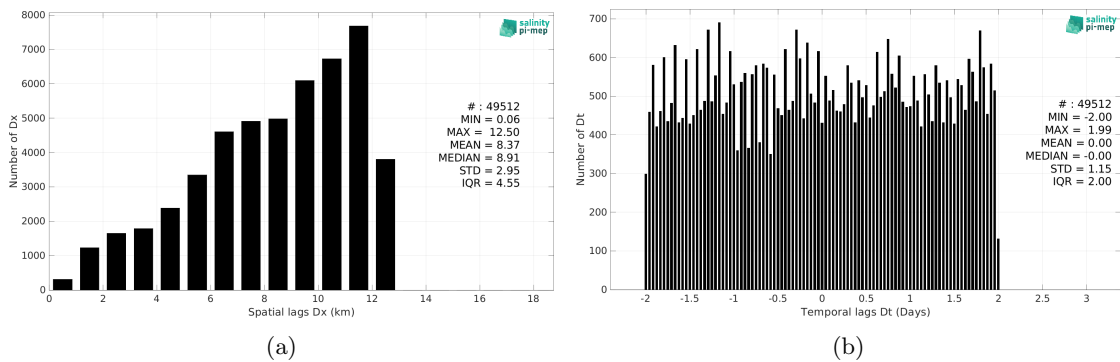 8000
7000
6000
5000
4000
3000
2000
1000
0
Number of Dx
salinity
pi-mep
# : 49512
MIN = 0.06
MAX = 12.50
MEAN = 8.37
MEDIAN = 8.91
STD = 2.95
IQR = 4.55
0 2 4 6 8 10 12 14 16 18
Spatial lags Dx (km)
(a)
700
600
500
400
300
200
100
0
Number of Dt
salinity
pi-mep
# : 49512
MIN = -2.00
MAX = 1.99
MEAN = 0.00
MEDIAN = -0.00
STD = 1.15
IQR = 2.00
-2 -1.5 -1 -0.5 0 0.5 1 1.5 2 2.5 3
Temporal lags Dt (Days)
(b)